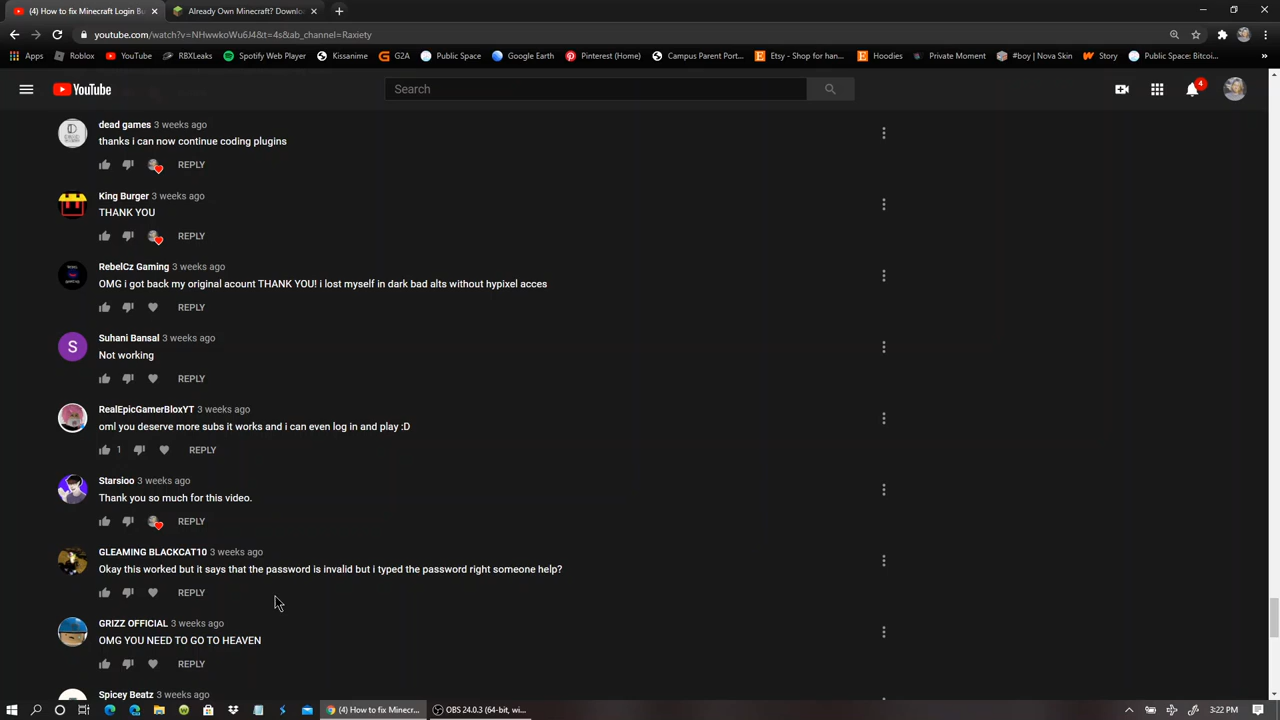 (4) How to fix Minecraft Login Bu
Already Own Minecraft? Downlo
youtube.com/watch?v=NHwwkoWu6J4&t=4s&ab_channel=Raxiety
Apps
Roblox
YouTube
RBXLeaks
Spotify Web Player
Kissanime
G2A
Public Space
Google Earth
Pinterest (Home)
Campus Parent Port...
Etsy - Shop for han...
Hoodies
Private Moment
#boy | Nova Skin
Story
Public Space: Bitcoi...
YouTube
Search
4
dead games 3 weeks ago
thanks i can now continue coding plugins
REPLY
King Burger 3 weeks ago
THANK YOU
REPLY
RebelCz Gaming 3 weeks ago
OMG i got back my original acount THANK YOU! i lost myself in dark bad alts without hypixel acces
REPLY
S
Suhani Bansal 3 weeks ago
Not working
REPLY
RealEpicGamerBloxYT 3 weeks ago
oml you deserve more subs it works and i can even log in and play :D
1 REPLY
Starsioo 3 weeks ago
Thank you so much for this video.
REPLY
GLEAMING BLACKCAT10 3 weeks ago
Okay this worked but it says that the password is invalid but i typed the password right someone help?
REPLY
GRIZZ OFFICIAL 3 weeks ago
OMG YOU NEED TO GO TO HEAVEN
REPLY
Spicey Beatz 3 weeks ago
(4) How to fix Minecr...
OBS 24.0.3 (64-bit, wi...
3:22 PM